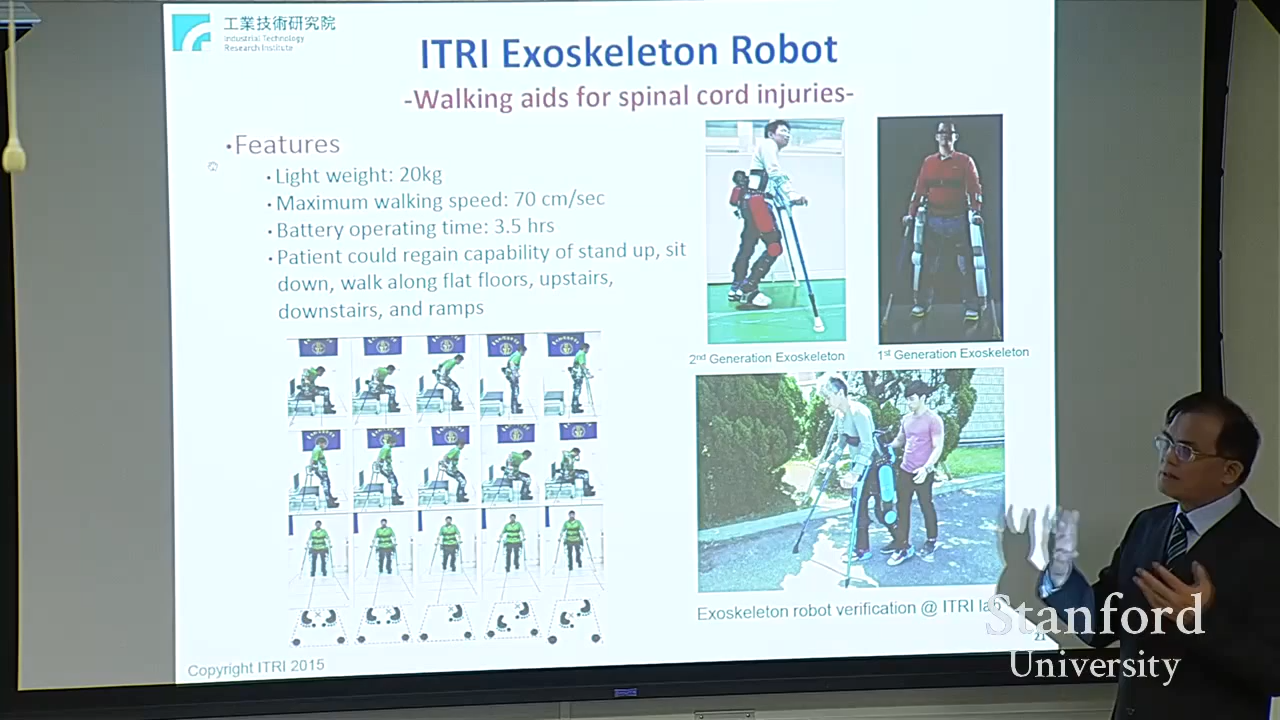 工業技術研究院
Industrial Technology
Research Institute
ITRI Exoskeleton Robot
-Walking aids for spinal cord injuries-
•Features
•Light weight: 20kg
•Maximum walking speed: 70 cm/sec
•Battery operating time: 3.5 hrs
•Patient could regain capability of stand up, sit
down, walk along flat floors, upstairs,
downstairs, and ramps
2nd Generation Exoskeleton
1st Generation Exoskeleton
Exoskeleton robot verification @ ITRI
21
Copyright ITRI 2015
Stanford
University